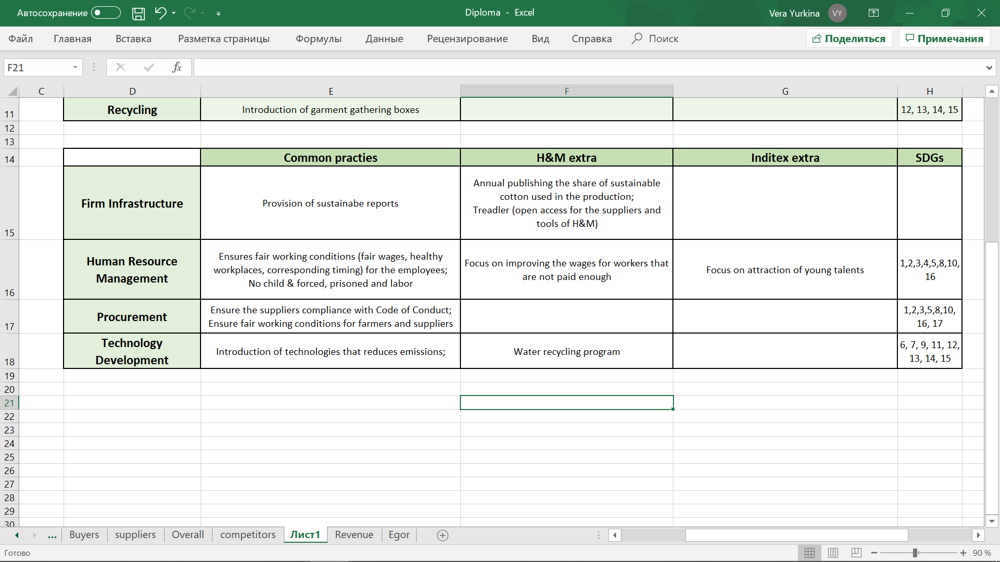 Автосохранение
Diploma - Excel
Vera Yurkina
VY
Файл Главная Вставка Разметка страницы Формулы Данные Рецензирование Вид Справка Поиск Поделиться Примечания
F21
fx
C D E F G H
11 Recycling Introduction of garment gathering boxes 12, 13, 14, 15
12
13
14 Common practies H&M extra Inditex extra SDGs
15 Firm Infrastructure
Provision of sustainabe reports
Annual publishing the share of sustainable
cotton used in the production;
Treadler (open access for the suppliers and
tools of H&M)
16 Human Resource
Management
Ensures fair working conditions (fair wages, healthy
workplaces, corresponding timing) for the employees;
No child & forced, prisoned and labor
Focus on improving the wages for workers that
are not paid enough
Focus on attraction of young talents
1,2,3,4,5,8,10,
16
17 Procurement
Ensure the suppliers compliance with Code of Conduct;
Ensure fair working conditions for farmers and suppliers
1,2,3,5,8,10,
16, 17
18 Technology
Development
Introduction of technologies that reduces emissions;
Water recycling program
6, 7, 9, 11, 12,
13, 14, 15
19
20
21
22
23
24
25
26
27
28
29
30
... Buyers suppliers Overall competitors Лист1 Revenue Egor
Готово
90 %